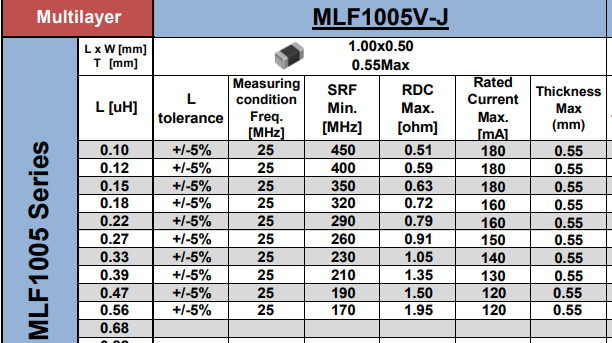 Multilayer MLF1005V-J
L x W [mm] 1.00x0.50
T [mm] 0.55Max
L [uH] L tolerance Measuring condition Freq. [MHz] SRF Min. [MHz] RDC Max. [ohm] Rated Current Max. [mA] Thickness Max (mm)
MLF1005 Series
0.10 +/-5% 25 450 0.51 180 0.55
0.12 +/-5% 25 400 0.59 180 0.55
0.15 +/-5% 25 350 0.63 180 0.55
0.18 +/-5% 25 320 0.72 160 0.55
0.22 +/-5% 25 290 0.79 160 0.55
0.27 +/-5% 25 260 0.91 150 0.55
0.33 +/-5% 25 230 1.05 140 0.55
0.39 +/-5% 25 210 1.35 130 0.55
0.47 +/-5% 25 190 1.50 120 0.55
0.56 +/-5% 25 170 1.95 120 0.55
0.68